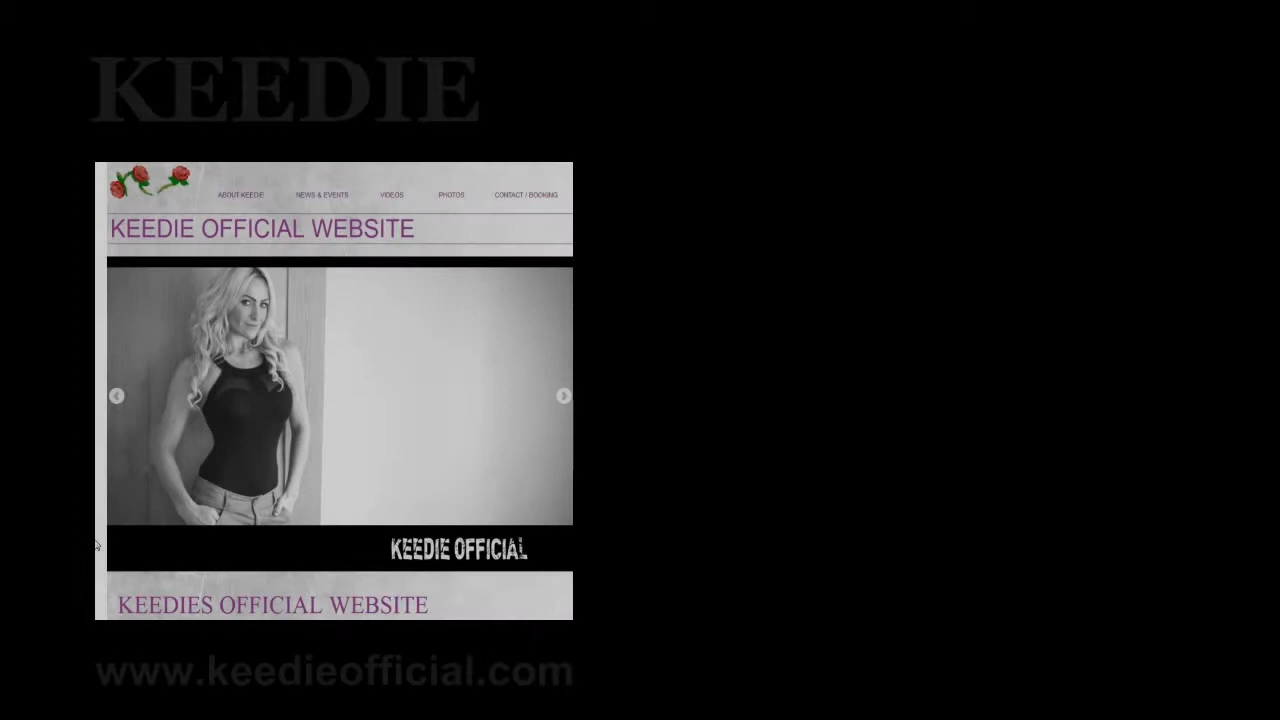 KEEDIE
ABOUT KEEDIE NEWS & EVENTS VIDEOS PHOTOS CONTACT / BOOKING
KEEDIE OFFICIAL WEBSITE
KEEDIE OFFICIAL
KEEDIES OFFICIAL WEBSITE
www.keedieofficial.com